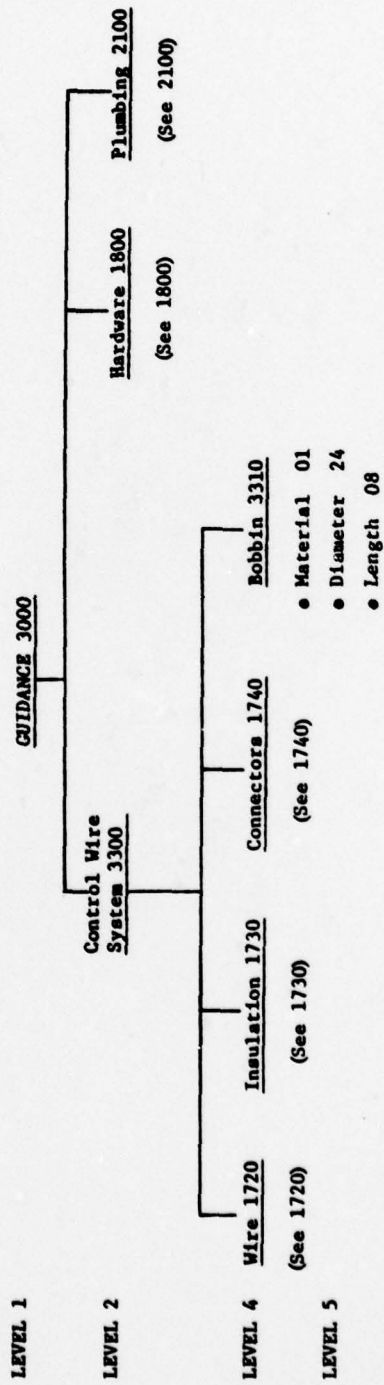 LEVEL 1
GUIDANCE 3000
LEVEL 2
Control Wire
System 3300
Hardware 1800
(See 1800)
Plumbing 2100
(See 2100)
LEVEL 4
Wire 1720
(See 1720)
Insulation 1730
(See 1730)
Connectors 1740
(See 1740)
Bobbin 3310
LEVEL 5
• Material 01
• Diameter 24
• Length 08